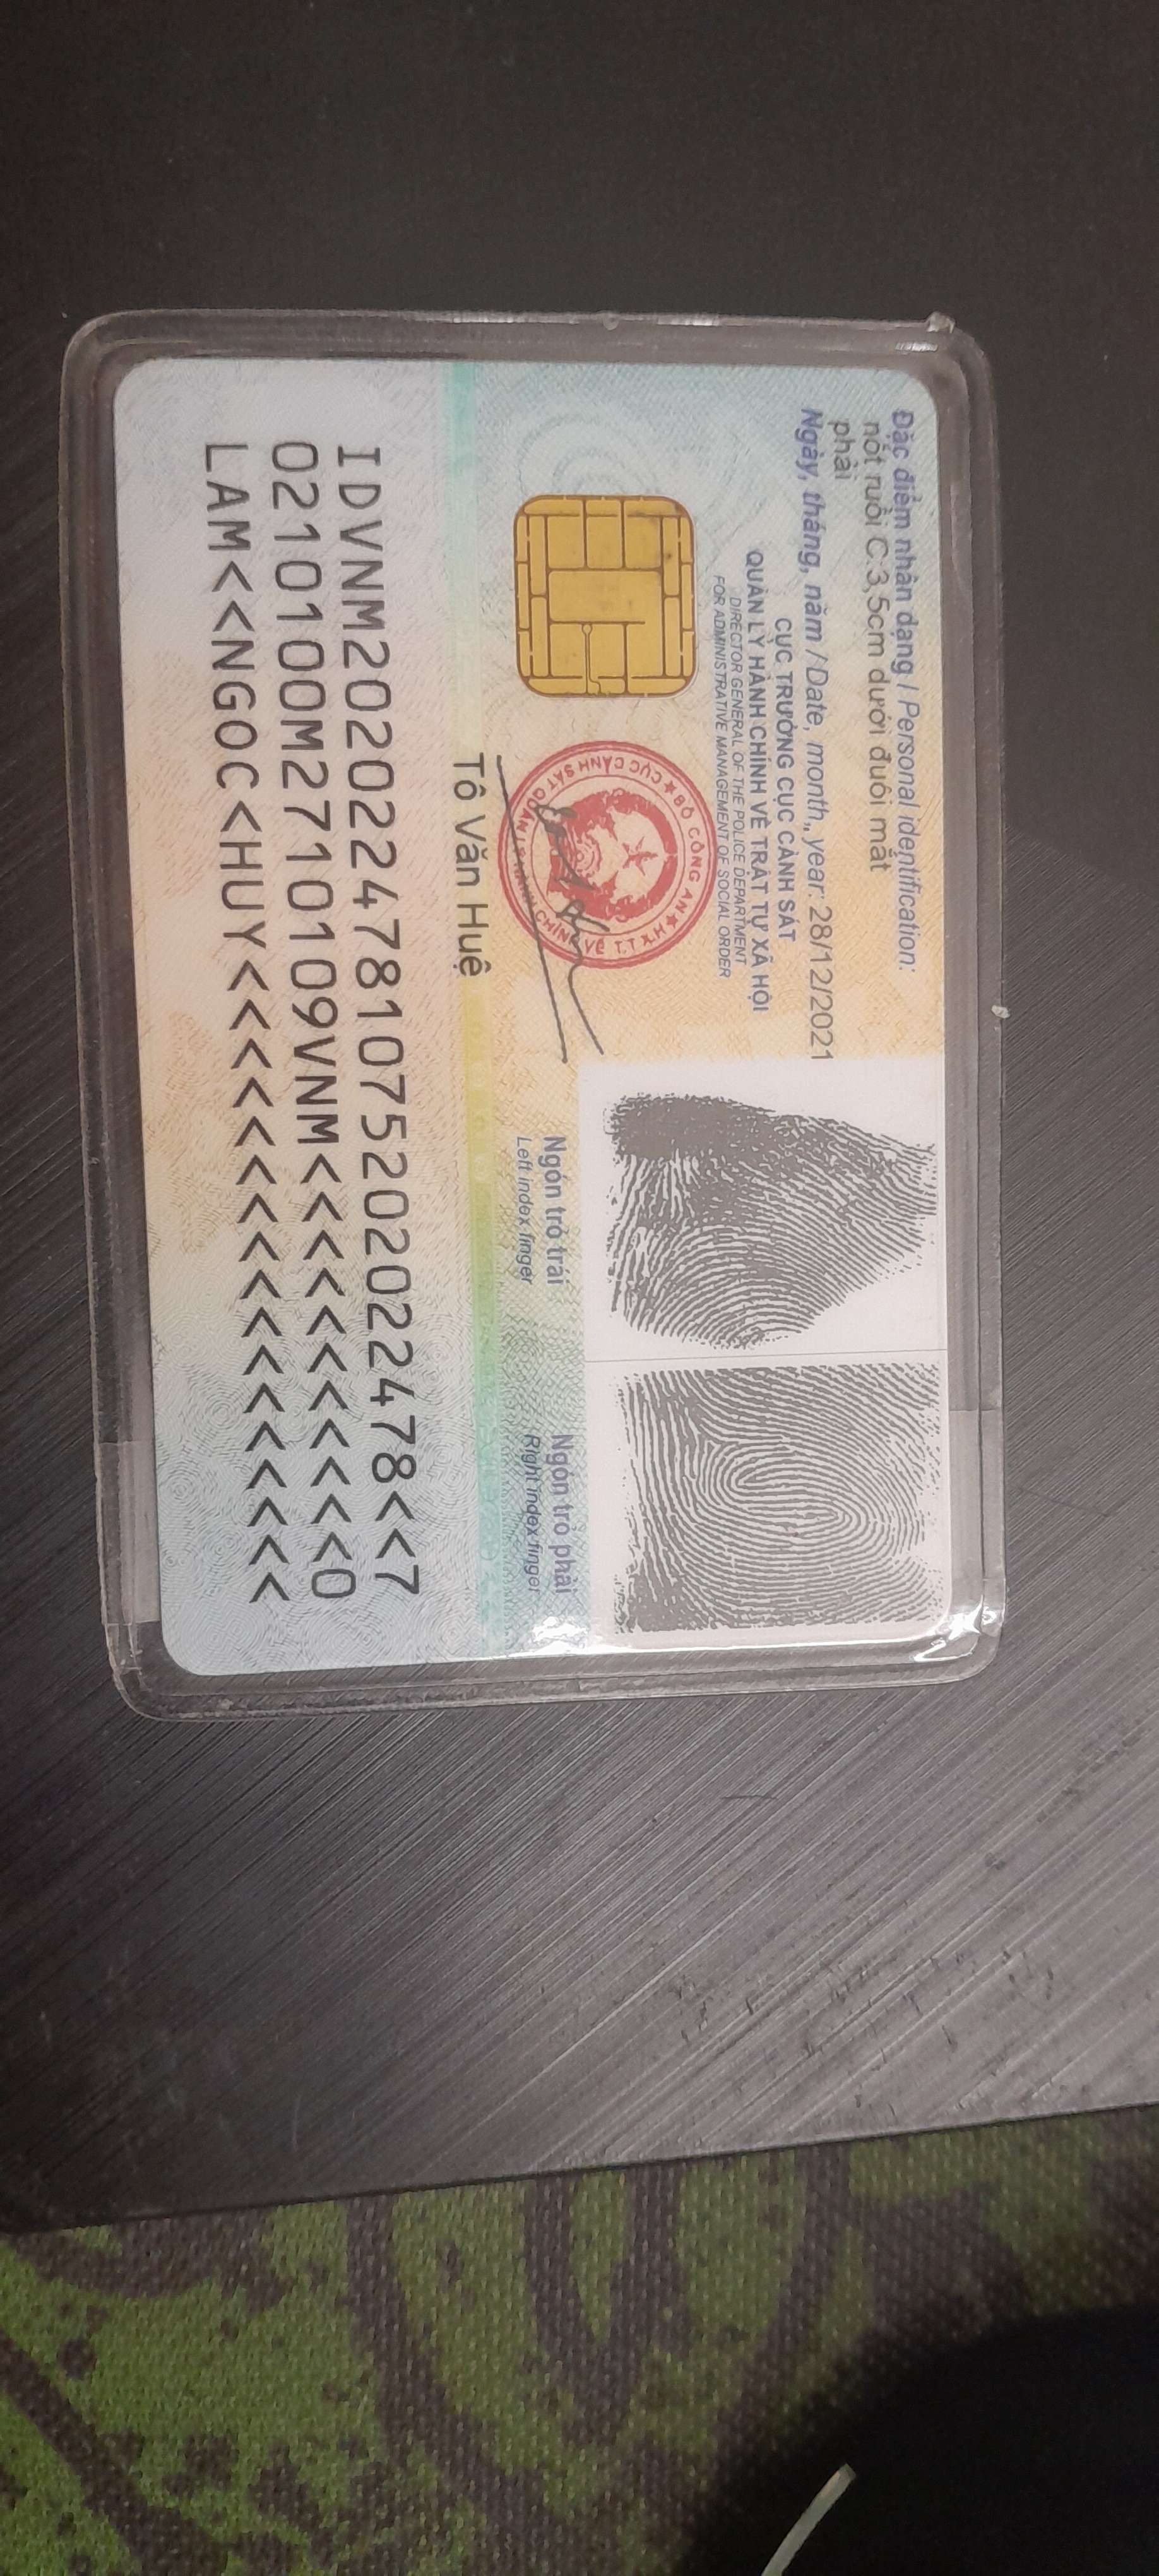 Đặc điểm nhân dạng / Personal identification:
nốt ruồi C:3,5cm dưới đuôi mắt
phải
Ngày, tháng, năm / Date, month,, year: 28/12/2021
CỤC TRƯỞNG CỤC CẢNH SÁT
QUẢN LÝ HÀNH CHÍNH VỀ TRẬT TỰ XÃ HỘI
DIRECTOR GENERAL OF THE POLICE DEPARTMENT
FOR ADMINISTRATIVE MANAGEMENT OF SOCIAL ORDER
BỘ CÔNG AN
CỤC CẢNH SÁT QUẢN LÝ HÀNH CHÍNH VỀ TTXH
Tô Văn Huệ
Ngón trỏ trái
Left index finger
Ngón trỏ phải
Right index finger
IDVNM2020224781075202022478<<7
0210100M2710109VNM<<<<<<<<<<<0
LAM<<NGOC<HUY<<<<<<<<<<<<<<<<<